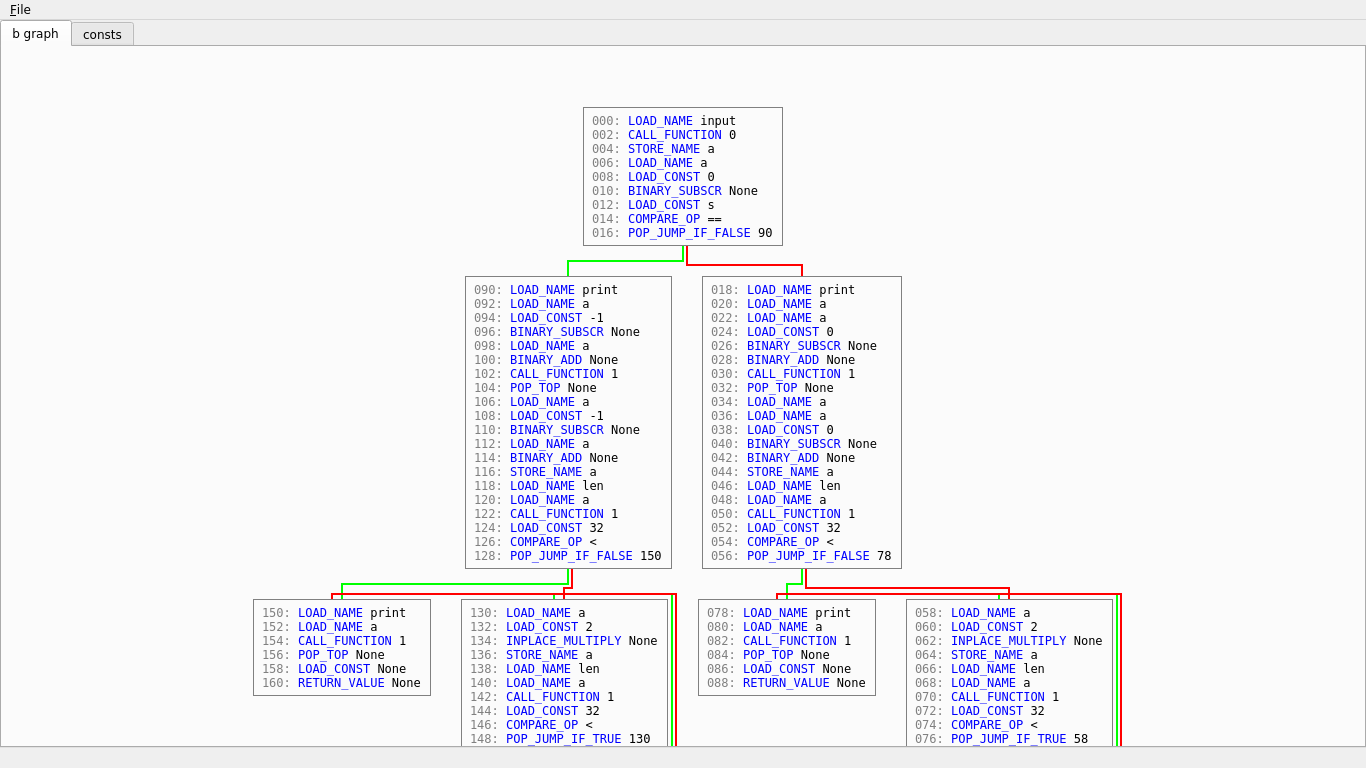 File
b graph
consts
000: LOAD_NAME input
002: CALL_FUNCTION 0
004: STORE_NAME a
006: LOAD_NAME a
008: LOAD_CONST 0
010: BINARY_SUBSCR None
012: LOAD_CONST s
014: COMPARE_OP ==
016: POP_JUMP_IF_FALSE 90
090: LOAD_NAME print
092: LOAD_NAME a
094: LOAD_CONST -1
096: BINARY_SUBSCR None
098: LOAD_NAME a
100: BINARY_ADD None
102: CALL_FUNCTION 1
104: POP_TOP None
106: LOAD_NAME a
108: LOAD_CONST -1
110: BINARY_SUBSCR None
112: LOAD_NAME a
114: BINARY_ADD None
116: STORE_NAME a
118: LOAD_NAME len
120: LOAD_NAME a
122: CALL_FUNCTION 1
124: LOAD_CONST 32
126: COMPARE_OP <
128: POP_JUMP_IF_FALSE 150
018: LOAD_NAME print
020: LOAD_NAME a
022: LOAD_NAME a
024: LOAD_CONST 0
026: BINARY_SUBSCR None
028: BINARY_ADD None
030: CALL_FUNCTION 1
032: POP_TOP None
034: LOAD_NAME a
036: LOAD_NAME a
038: LOAD_CONST 0
040: BINARY_SUBSCR None
042: BINARY_ADD None
044: STORE_NAME a
046: LOAD_NAME len
048: LOAD_NAME a
050: CALL_FUNCTION 1
052: LOAD_CONST 32
054: COMPARE_OP <
056: POP_JUMP_IF_FALSE 78
150: LOAD_NAME print
152: LOAD_NAME a
154: CALL_FUNCTION 1
156: POP_TOP None
158: LOAD_CONST None
160: RETURN_VALUE None
130: LOAD_NAME a
132: LOAD_CONST 2
134: INPLACE_MULTIPLY None
136: STORE_NAME a
138: LOAD_NAME len
140: LOAD_NAME a
142: CALL_FUNCTION 1
144: LOAD_CONST 32
146: COMPARE_OP <
148: POP_JUMP_IF_TRUE 130
078: LOAD_NAME print
080: LOAD_NAME a
082: CALL_FUNCTION 1
084: POP_TOP None
086: LOAD_CONST None
088: RETURN_VALUE None
058: LOAD_NAME a
060: LOAD_CONST 2
062: INPLACE_MULTIPLY None
064: STORE_NAME a
066: LOAD_NAME len
068: LOAD_NAME a
070: CALL_FUNCTION 1
072: LOAD_CONST 32
074: COMPARE_OP <
076: POP_JUMP_IF_TRUE 58